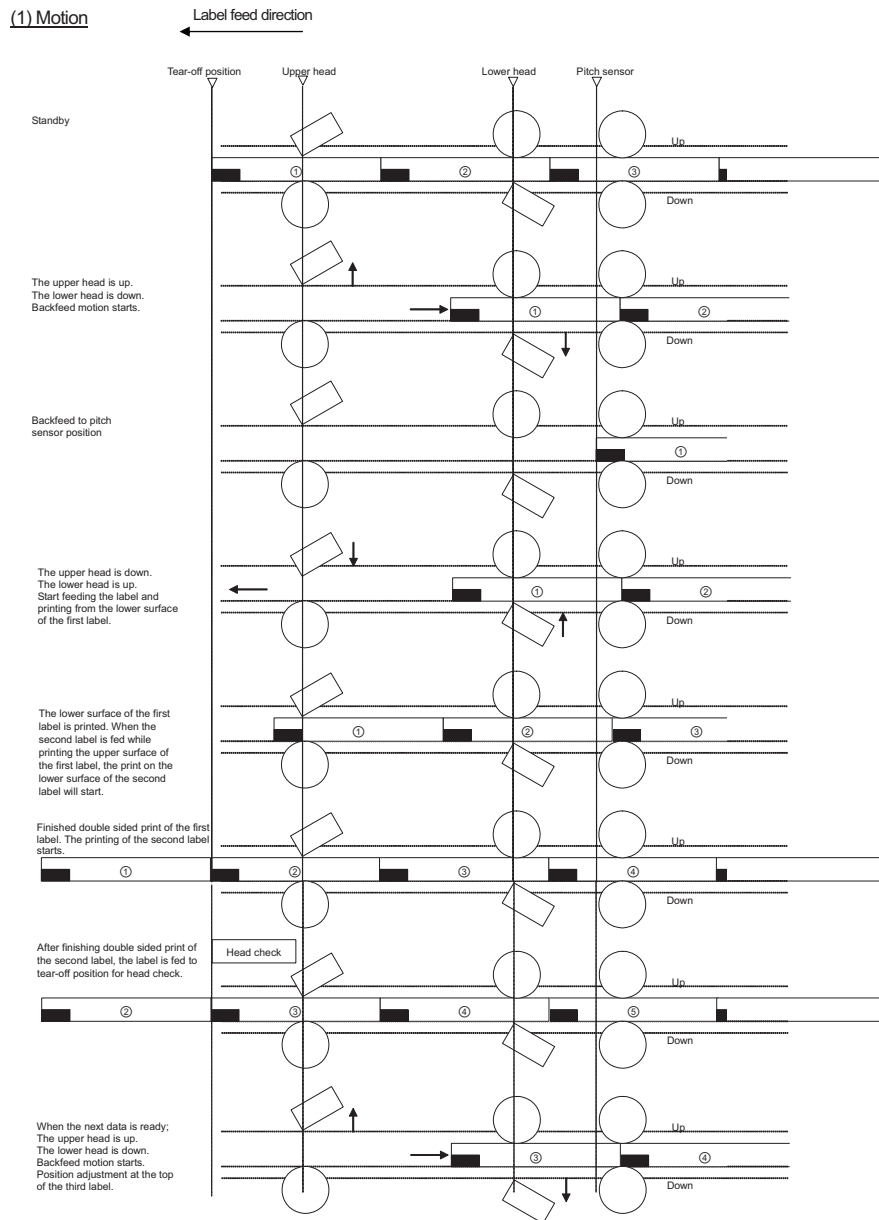 (1) Motion
Label feed direction
Tear-off position
Upper head
Lower head
Pitch sensor
Standby
Up
① ② ③
Down
The upper head is up.
The lower head is down.
Backfeed motion starts.
Up
① ②
Down
Backfeed to pitch
sensor position
Up
①
Down
The upper head is down.
The lower head is up.
Start feeding the label and
printing from the lower surface
of the first label.
Up
① ②
Down
The lower surface of the first
label is printed. When the
second label is fed while
printing the upper surface of
the first label, the print on the
lower surface of the second
label will start.
Up
① ② ③
Down
Finished double sided print of the first
label. The printing of the second label
starts.
Up
① ② ③ ④
Down
After finishing double sided print of
the second label, the label is fed to
tear-off position for head check.
Head check
Up
② ③ ④ ⑤
Down
When the next data is ready;
The upper head is up.
The lower head is down.
Backfeed motion starts.
Position adjustment at the top
of the third label.
Up
③ ④
Down